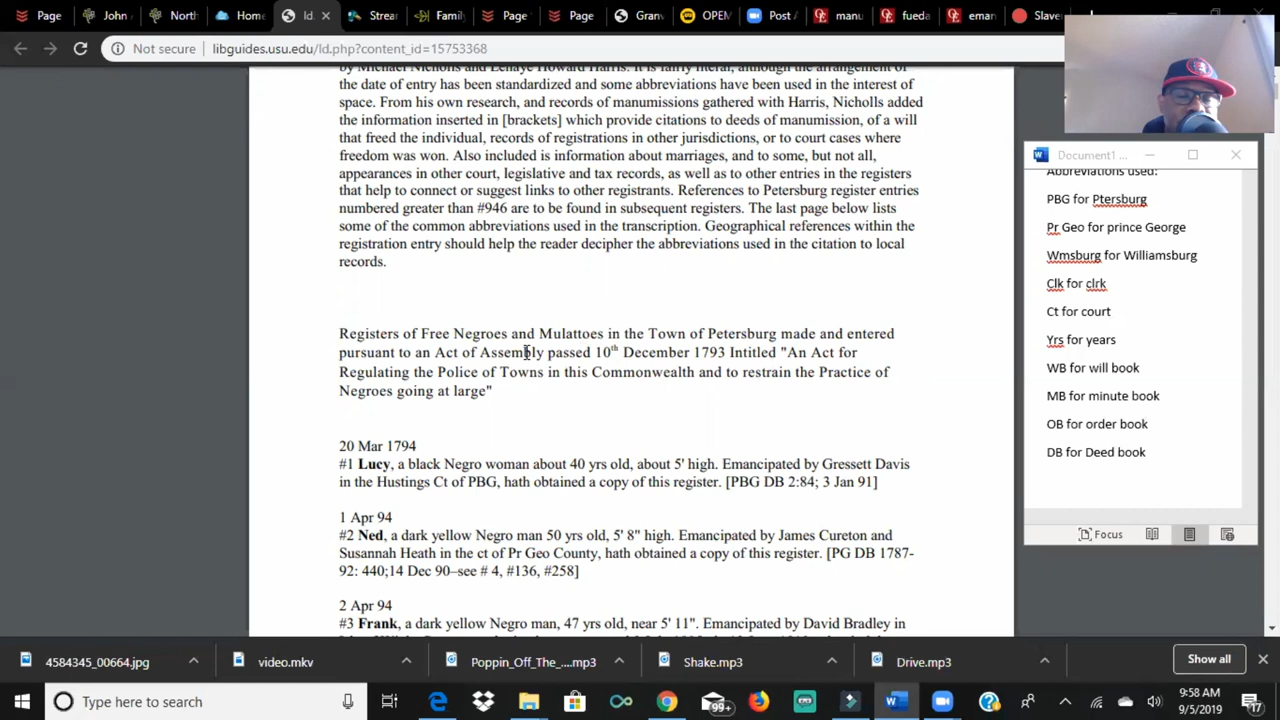 Page
John
North
Home
Id
Strear
Family
Page
Page
Granv
OPEM
Post A
manu
fueda
eman
Slave
Not secure
libguides.usu.edu/ld.php?content_id=15753368
by Michael Nicholls and Lenaye Howard Harris. It is fairly literal, although the arrangement of
the date of entry has been standardized and some abbreviations have been used in the interest of
space. From his own research, and records of manumissions gathered with Harris, Nicholls added
the information inserted in [brackets] which provide citations to deeds of manumission, of a will
that freed the individual, records of registrations in other jurisdictions, or to court cases where
freedom was won. Also included is information about marriages, and to some, but not all,
appearances in other court, legislative and tax records, as well as to other entries in the registers
that help to connect or suggest links to other registrants. References to Petersburg register entries
numbered greater than #946 are to be found in subsequent registers. The last page below lists
some of the common abbreviations used in the transcription. Geographical references within the
registration entry should help the reader decipher the abbreviations used in the citation to local
records.
Registers of Free Negroes and Mulattoes in the Town of Petersburg made and entered
pursuant to an Act of Assembly passed 10th December 1793 Intitled "An Act for
Regulating the Police of Towns in this Commonwealth and to restrain the Practice of
Negroes going at large"
20 Mar 1794
#1 Lucy, a black Negro woman about 40 yrs old, about 5' high. Emancipated by Gressett Davis
in the Hustings Ct of PBG, hath obtained a copy of this register. [PBG DB 2:84; 3 Jan 91]
1 Apr 94
#2 Ned, a dark yellow Negro man 50 yrs old, 5' 8" high. Emancipated by James Cureton and
Susannah Heath in the ct of Pr Geo County, hath obtained a copy of this register. [PG DB 1787-
92: 440;14 Dec 90–see # 4, #136, #258]
2 Apr 94
#3 Frank, a dark yellow Negro man, 47 yrs old, near 5' 11". Emancipated by David Bradley in
Document1 ...
Abbreviations used:
PBG for Ptersburg
Pr Geo for prince George
Wmsburg for Williamsburg
Clk for clrk
Ct for court
Yrs for years
WB for will book
MB for minute book
OB for order book
DB for Deed book
Focus
4584345_00664.jpg
video.mkv
Poppin_Off_The_....mp3
Shake.mp3
Drive.mp3
Show all
Type here to search
99+
9:58 AM
9/5/2019
17